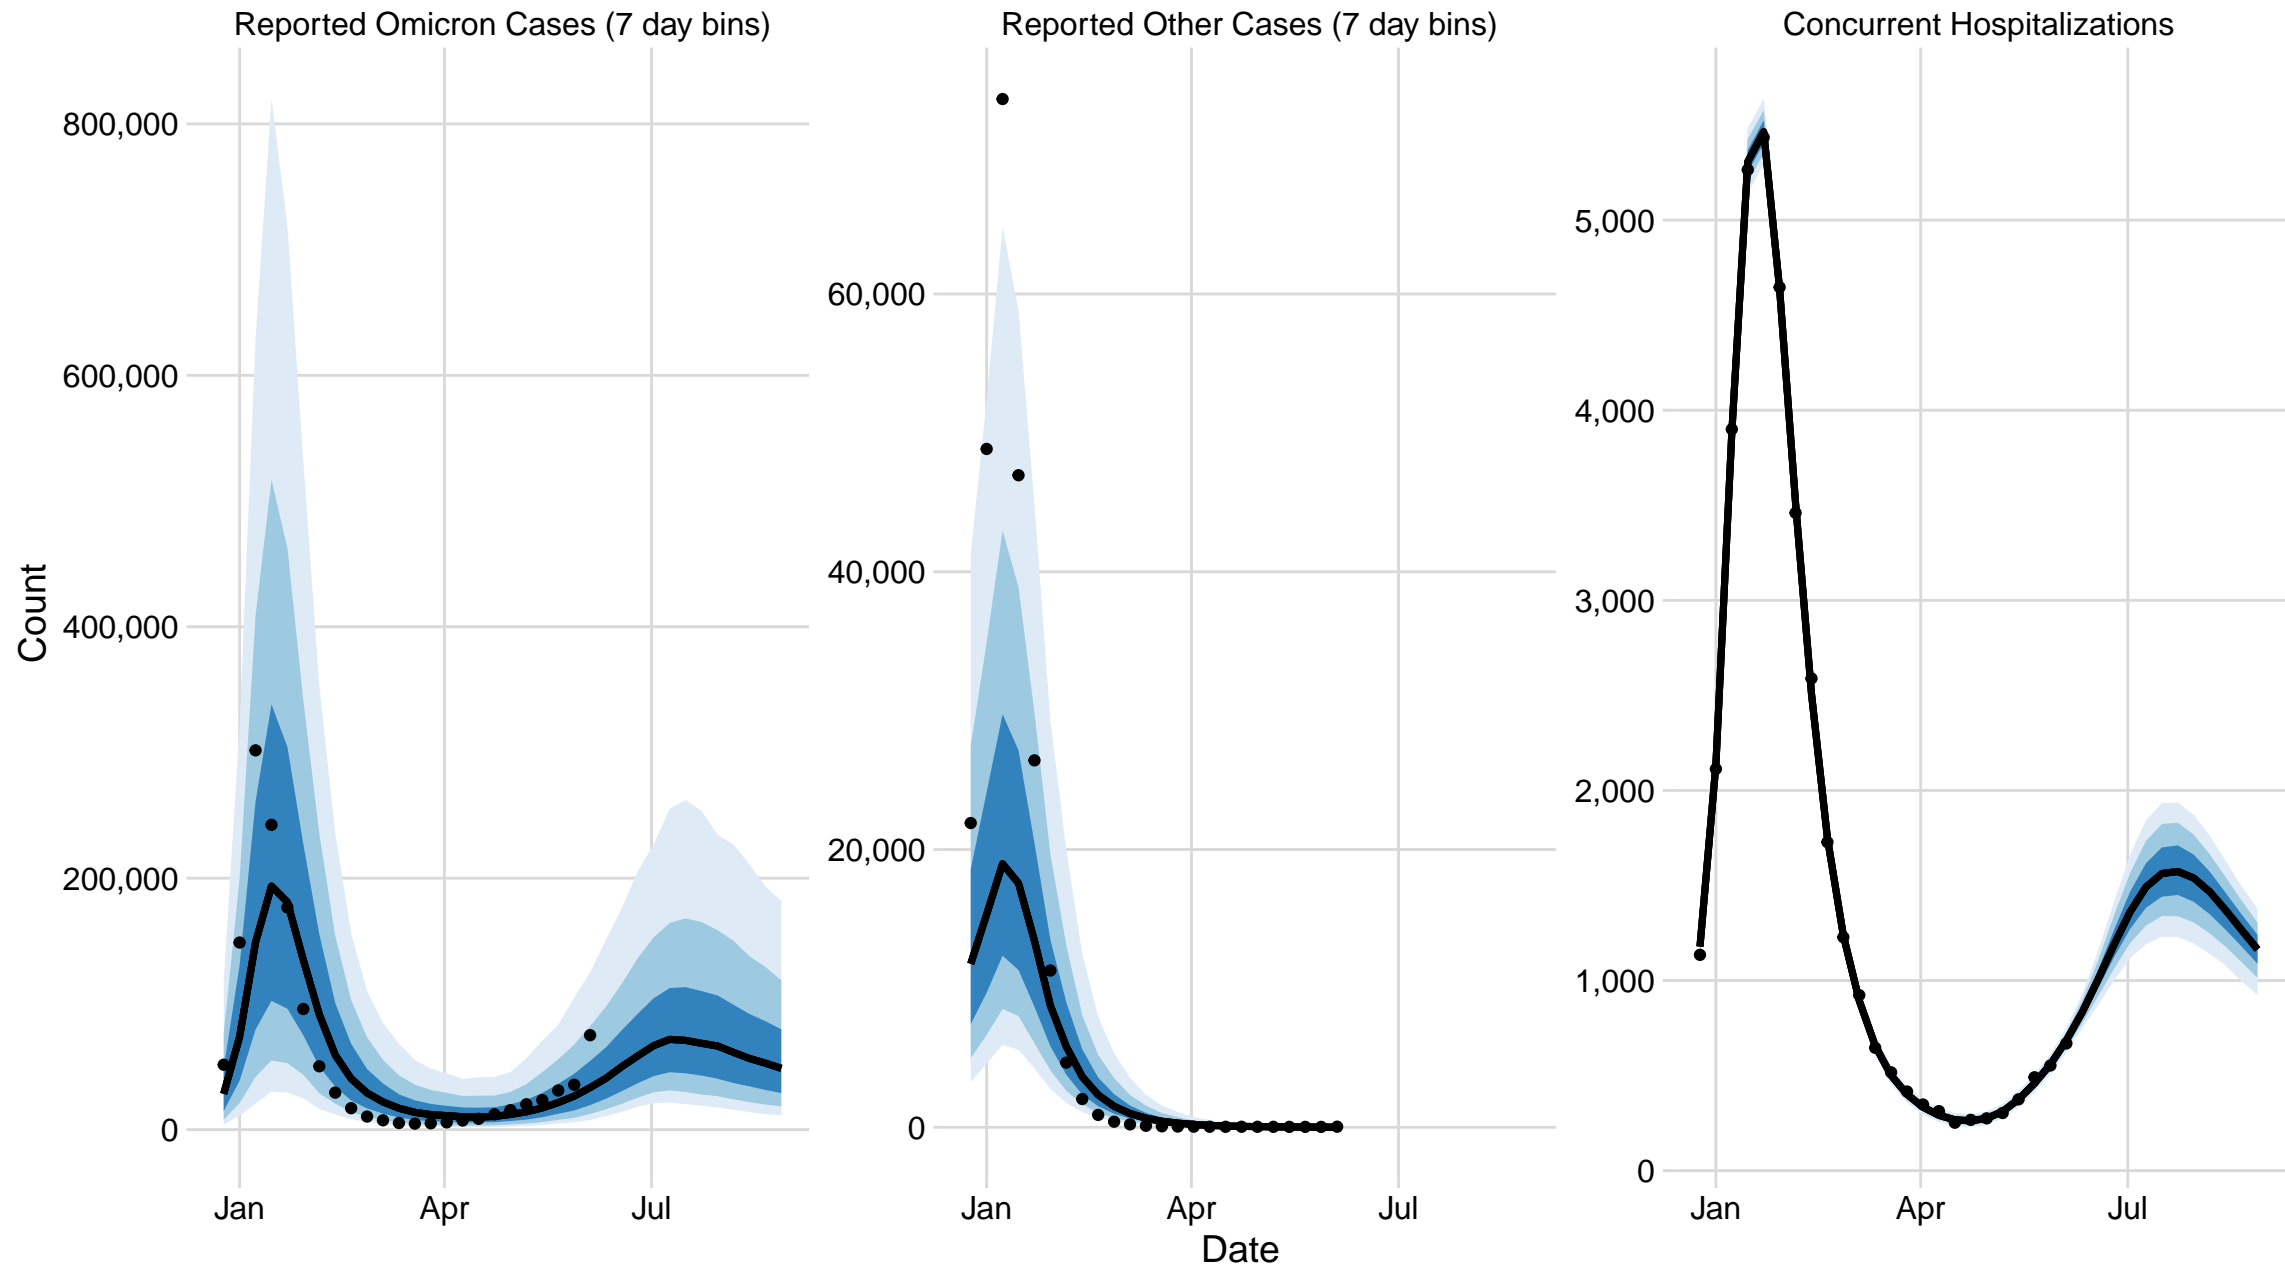 Reported Omicron Cases (7 day bins)
Reported Other Cases (7 day bins)
Concurrent Hospitalizations
Count
800,000
600,000
400,000
200,000
0
Jan
Apr
Jul
60,000
40,000
20,000
0
Jan
Apr
Jul
5,000
4,000
3,000
2,000
1,000
0
Jan
Apr
Jul
Date